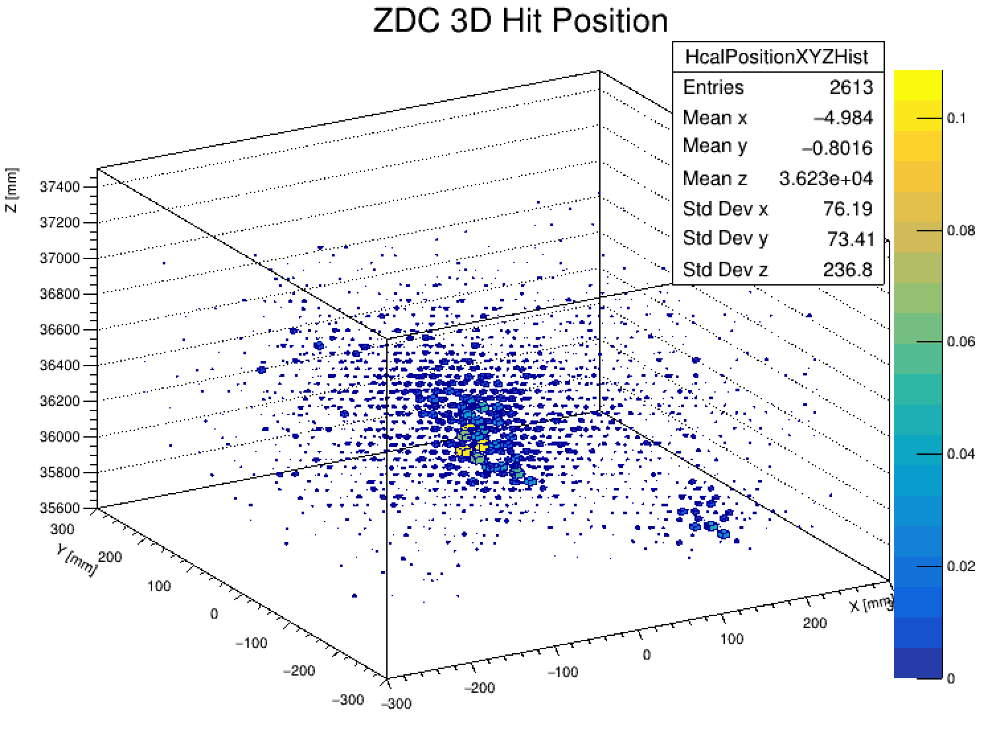 ZDC 3D Hit Position
HcalPositionXYZHist
Entries 2613
Mean x −4.984
Mean y −0.8016
Mean z 3.623e+04
Std Dev x 76.19
Std Dev y 73.41
Std Dev z 236.8
Z [mm]
37400
37200
37000
36800
36600
36400
36200
36000
35800
35600
300
200
100
0
−100
−200
−300
Y [mm]
−300
−200
−100
0
100
200
X [mm]
0.1
0.08
0.06
0.04
0.02
0